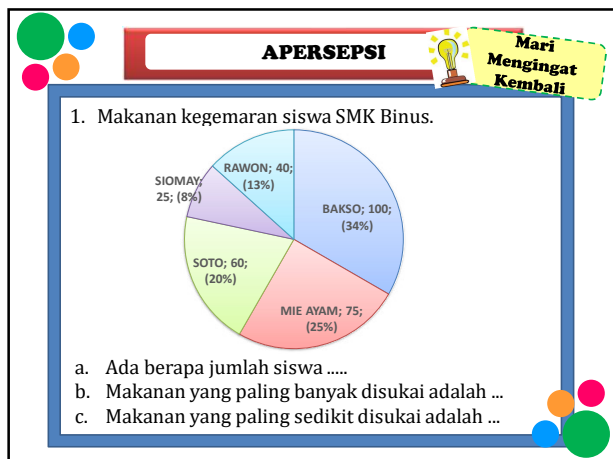 APERSEPSI
Mari
Mengingat
Kembali
1. Makanan kegemaran siswa SMK Binus.
RAWON; 40;
(13%)
SIOMAY;
25; (8%)
BAKSO; 100;
(34%)
SOTO; 60;
(20%)
MIE AYAM; 75;
(25%)
a. Ada berapa jumlah siswa .....
b. Makanan yang paling banyak disukai adalah ...
c. Makanan yang paling sedikit disukai adalah ...